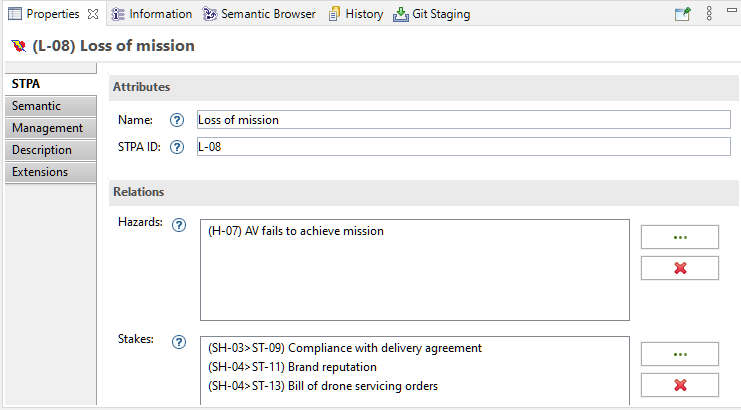 Properties Information Semantic Browser History Git Staging
(L-08) Loss of mission
STPA
Semantic
Management
Description
Extensions
Attributes
Name: Loss of mission
STPA ID: L-08
Relations
Hazards: (H-07) AV fails to achieve mission
Stakes: (SH-03>ST-09) Compliance with delivery agreement
(SH-04>ST-11) Brand reputation
(SH-04>ST-13) Bill of drone servicing orders